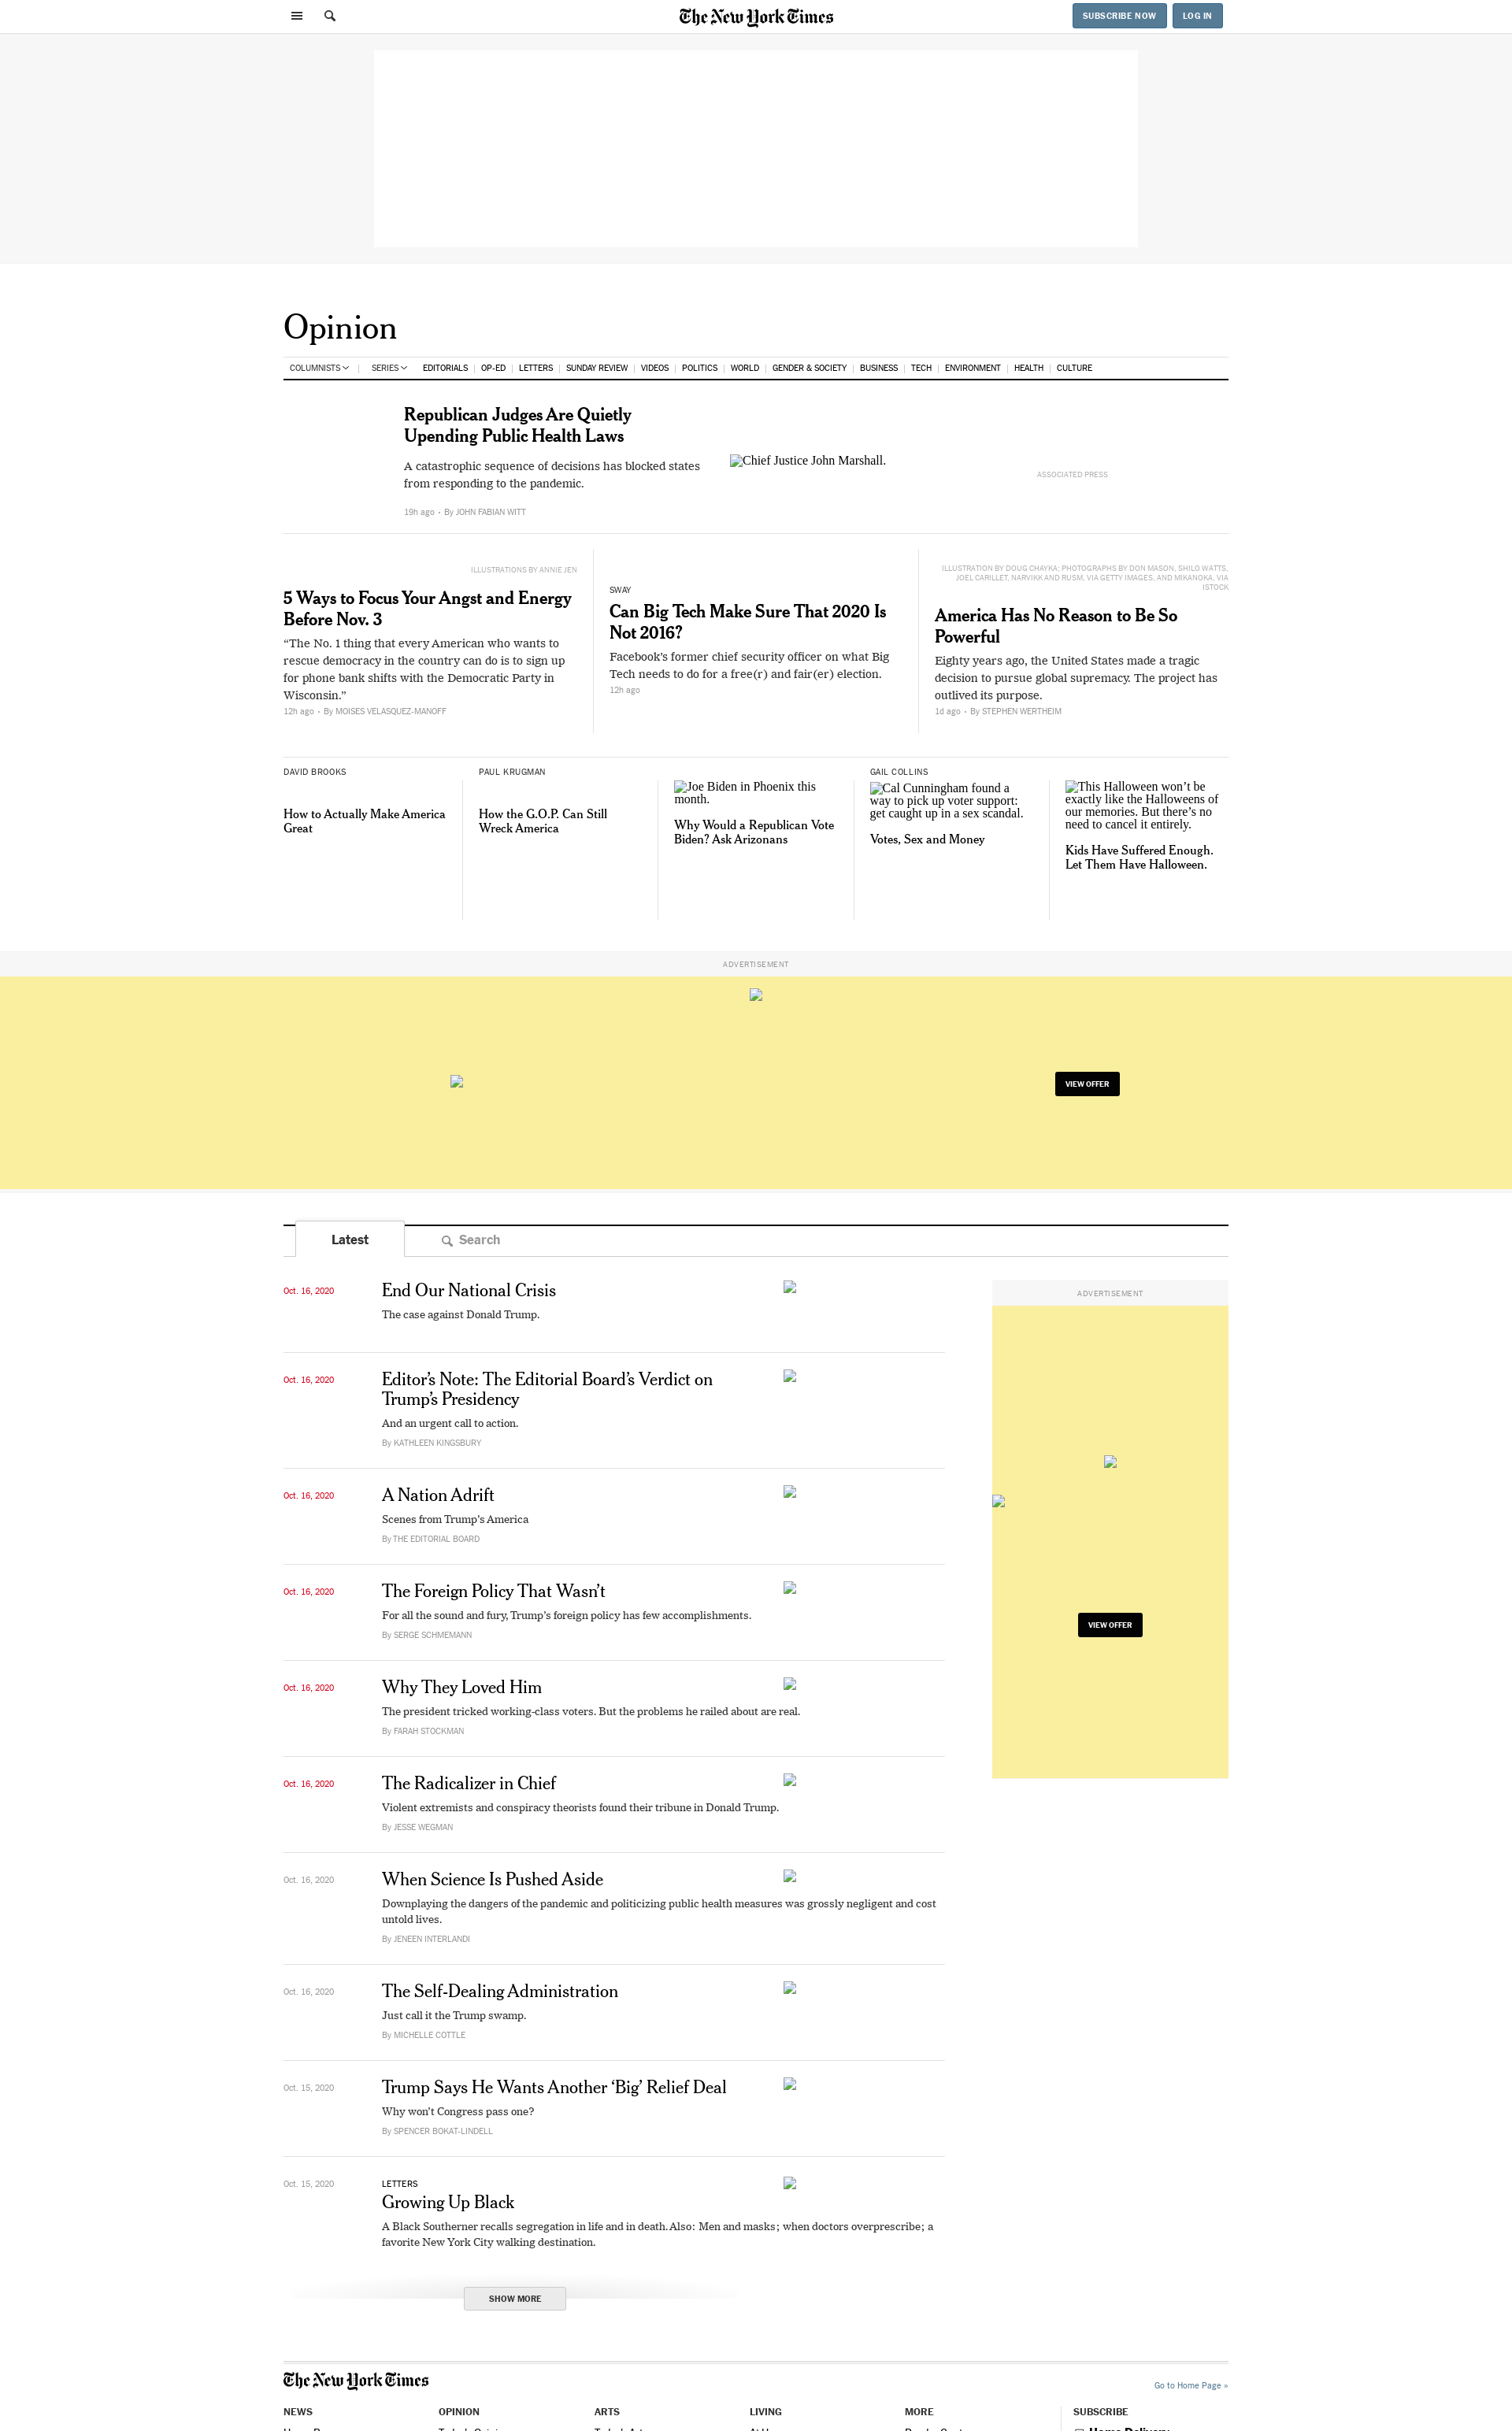 The New York Times
SUBSCRIBE NOW
LOG IN
Opinion
COLUMNISTS
SERIES
EDITORIALS
OP-ED
LETTERS
SUNDAY REVIEW
VIDEOS
POLITICS
WORLD
GENDER & SOCIETY
BUSINESS
TECH
ENVIRONMENT
HEALTH
CULTURE
Republican Judges Are Quietly
Upending Public Health Laws
A catastrophic sequence of decisions has blocked states
from responding to the pandemic.
19h ago • By JOHN FABIAN WITT
Chief Justice John Marshall.
ASSOCIATED PRESS
ILLUSTRATIONS BY ANNIE JEN
5 Ways to Focus Your Angst and Energy
Before Nov. 3
“The No. 1 thing that every American who wants to
rescue democracy in the country can do is to sign up
for phone bank shifts with the Democratic Party in
Wisconsin.”
12h ago • By MOISES VELASQUEZ-MANOFF
SWAY
Can Big Tech Make Sure That 2020 Is
Not 2016?
Facebook’s former chief security officer on what Big
Tech needs to do for a free(r) and fair(er) election.
12h ago
ILLUSTRATION BY DOUG CHAYKA; PHOTOGRAPHS BY DON MASON, SHILO WATTS,
JOEL CARILLET, NARVIKK AND RUSM, VIA GETTY IMAGES, AND MIKANOKA, VIA
ISTOCK
America Has No Reason to Be So
Powerful
Eighty years ago, the United States made a tragic
decision to pursue global supremacy. The project has
outlived its purpose.
1d ago • By STEPHEN WERTHEIM
DAVID BROOKS
How to Actually Make America
Great
PAUL KRUGMAN
How the G.O.P. Can Still
Wreck America
Joe Biden in Phoenix this
month.
Why Would a Republican Vote
Biden? Ask Arizonans
GAIL COLLINS
Cal Cunningham found a
way to pick up voter support:
get caught up in a sex scandal.
Votes, Sex and Money
This Halloween won’t be
exactly like the Halloweens of
our memories. But there’s no
need to cancel it entirely.
Kids Have Suffered Enough.
Let Them Have Halloween.
ADVERTISEMENT
VIEW OFFER
Latest
Search
Oct. 16, 2020
End Our National Crisis
The case against Donald Trump.
Oct. 16, 2020
Editor’s Note: The Editorial Board’s Verdict on
Trump’s Presidency
And an urgent call to action.
By KATHLEEN KINGSBURY
Oct. 16, 2020
A Nation Adrift
Scenes from Trump’s America
By THE EDITORIAL BOARD
Oct. 16, 2020
The Foreign Policy That Wasn’t
For all the sound and fury, Trump’s foreign policy has few accomplishments.
By SERGE SCHMEMANN
Oct. 16, 2020
Why They Loved Him
The president tricked working-class voters. But the problems he railed about are real.
By FARAH STOCKMAN
Oct. 16, 2020
The Radicalizer in Chief
Violent extremists and conspiracy theorists found their tribune in Donald Trump.
By JESSE WEGMAN
Oct. 16, 2020
When Science Is Pushed Aside
Downplaying the dangers of the pandemic and politicizing public health measures was grossly negligent and cost
untold lives.
By JENEEN INTERLANDI
Oct. 16, 2020
The Self-Dealing Administration
Just call it the Trump swamp.
By MICHELLE COTTLE
Oct. 15, 2020
Trump Says He Wants Another ‘Big’ Relief Deal
Why won’t Congress pass one?
By SPENCER BOKAT-LINDELL
Oct. 15, 2020
LETTERS
Growing Up Black
A Black Southerner recalls segregation in life and in death. Also: Men and masks; when doctors overprescribe; a
favorite New York City walking destination.
SHOW MORE
ADVERTISEMENT
VIEW OFFER
The New York Times
Go to Home Page »
NEWS
OPINION
ARTS
LIVING
MORE
SUBSCRIBE